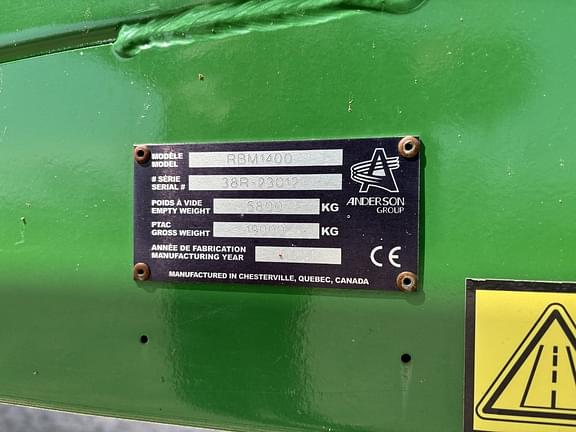 MODÈLE
MODEL
RBM1400
# SÉRIE
SERIAL #
38R-23012
POIDS À VIDE
EMPTY WEIGHT
5800 KG
PTAC
GROSS WEIGHT
KG
ANNÉE DE FABRICATION
MANUFACTURING YEAR
ANDERSON
GROUP
CE
MANUFACTURED IN CHESTERVILLE, QUEBEC, CANADA